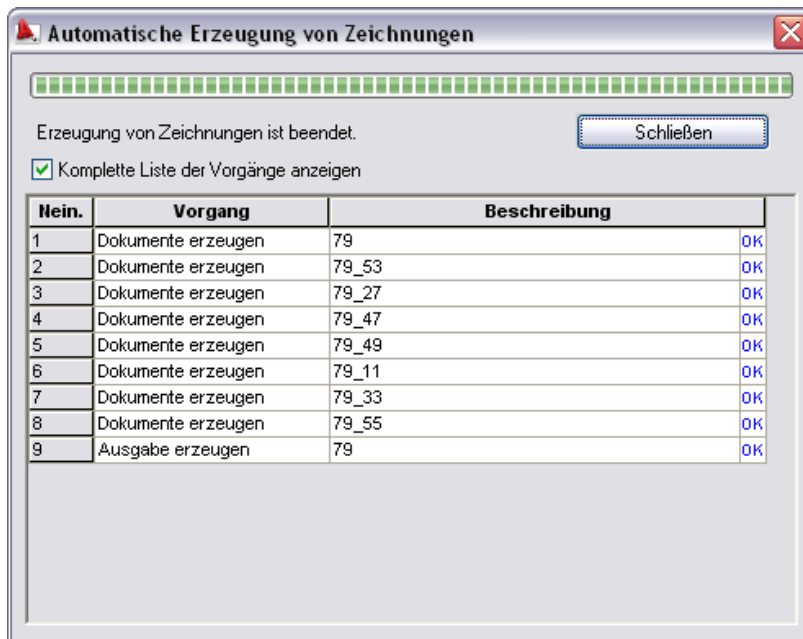 Automatische Erzeugung von Zeichnungen
Erzeugung von Zeichnungen ist beendet.
Schließen
Komplette Liste der Vorgänge anzeigen
Nein. Vorgang Beschreibung
1 Dokumente erzeugen 79 OK
2 Dokumente erzeugen 79_53 OK
3 Dokumente erzeugen 79_27 OK
4 Dokumente erzeugen 79_47 OK
5 Dokumente erzeugen 79_49 OK
6 Dokumente erzeugen 79_11 OK
7 Dokumente erzeugen 79_33 OK
8 Dokumente erzeugen 79_55 OK
9 Ausgabe erzeugen 79 OK